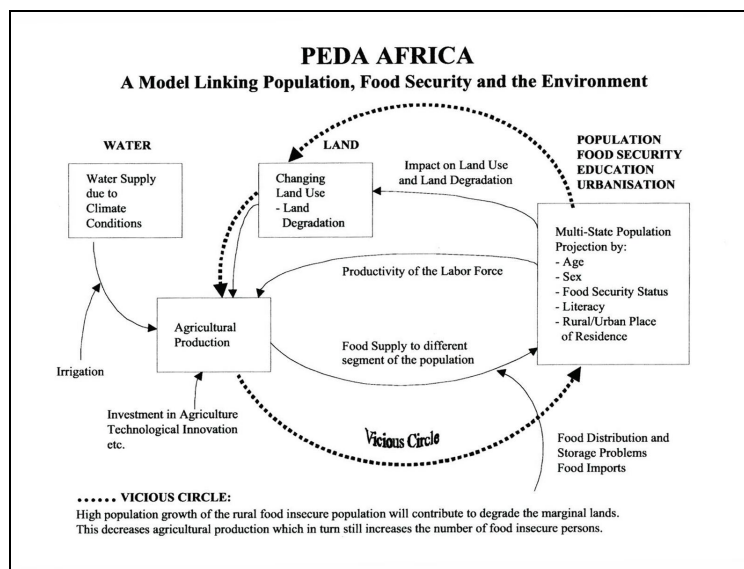 PEDA AFRICA
A Model Linking Population, Food Security and the Environment
WATER
Water Supply
due to
Climate
Conditions
LAND
Changing
Land Use
- Land
Degradation
Impact on Land Use
and Land Degradation
POPULATION
FOOD SECURITY
EDUCATION
URBANISATION
Multi-State Population
Projection by:
- Age
- Sex
- Food Security Status
- Literacy
- Rural/Urban Place
of Residence
Productivity of the Labor Force
Agricultural
Production
Food Supply to different
segment of the population
Irrigation
Investment in Agriculture
Technological Innovation
etc.
Vicious Circle
Food Distribution and
Storage Problems
Food Imports
...... VICIOUS CIRCLE:
High population growth of the rural food insecure population will contribute to degrade the marginal lands.
This decreases agricultural production which in turn still increases the number of food insecure persons.